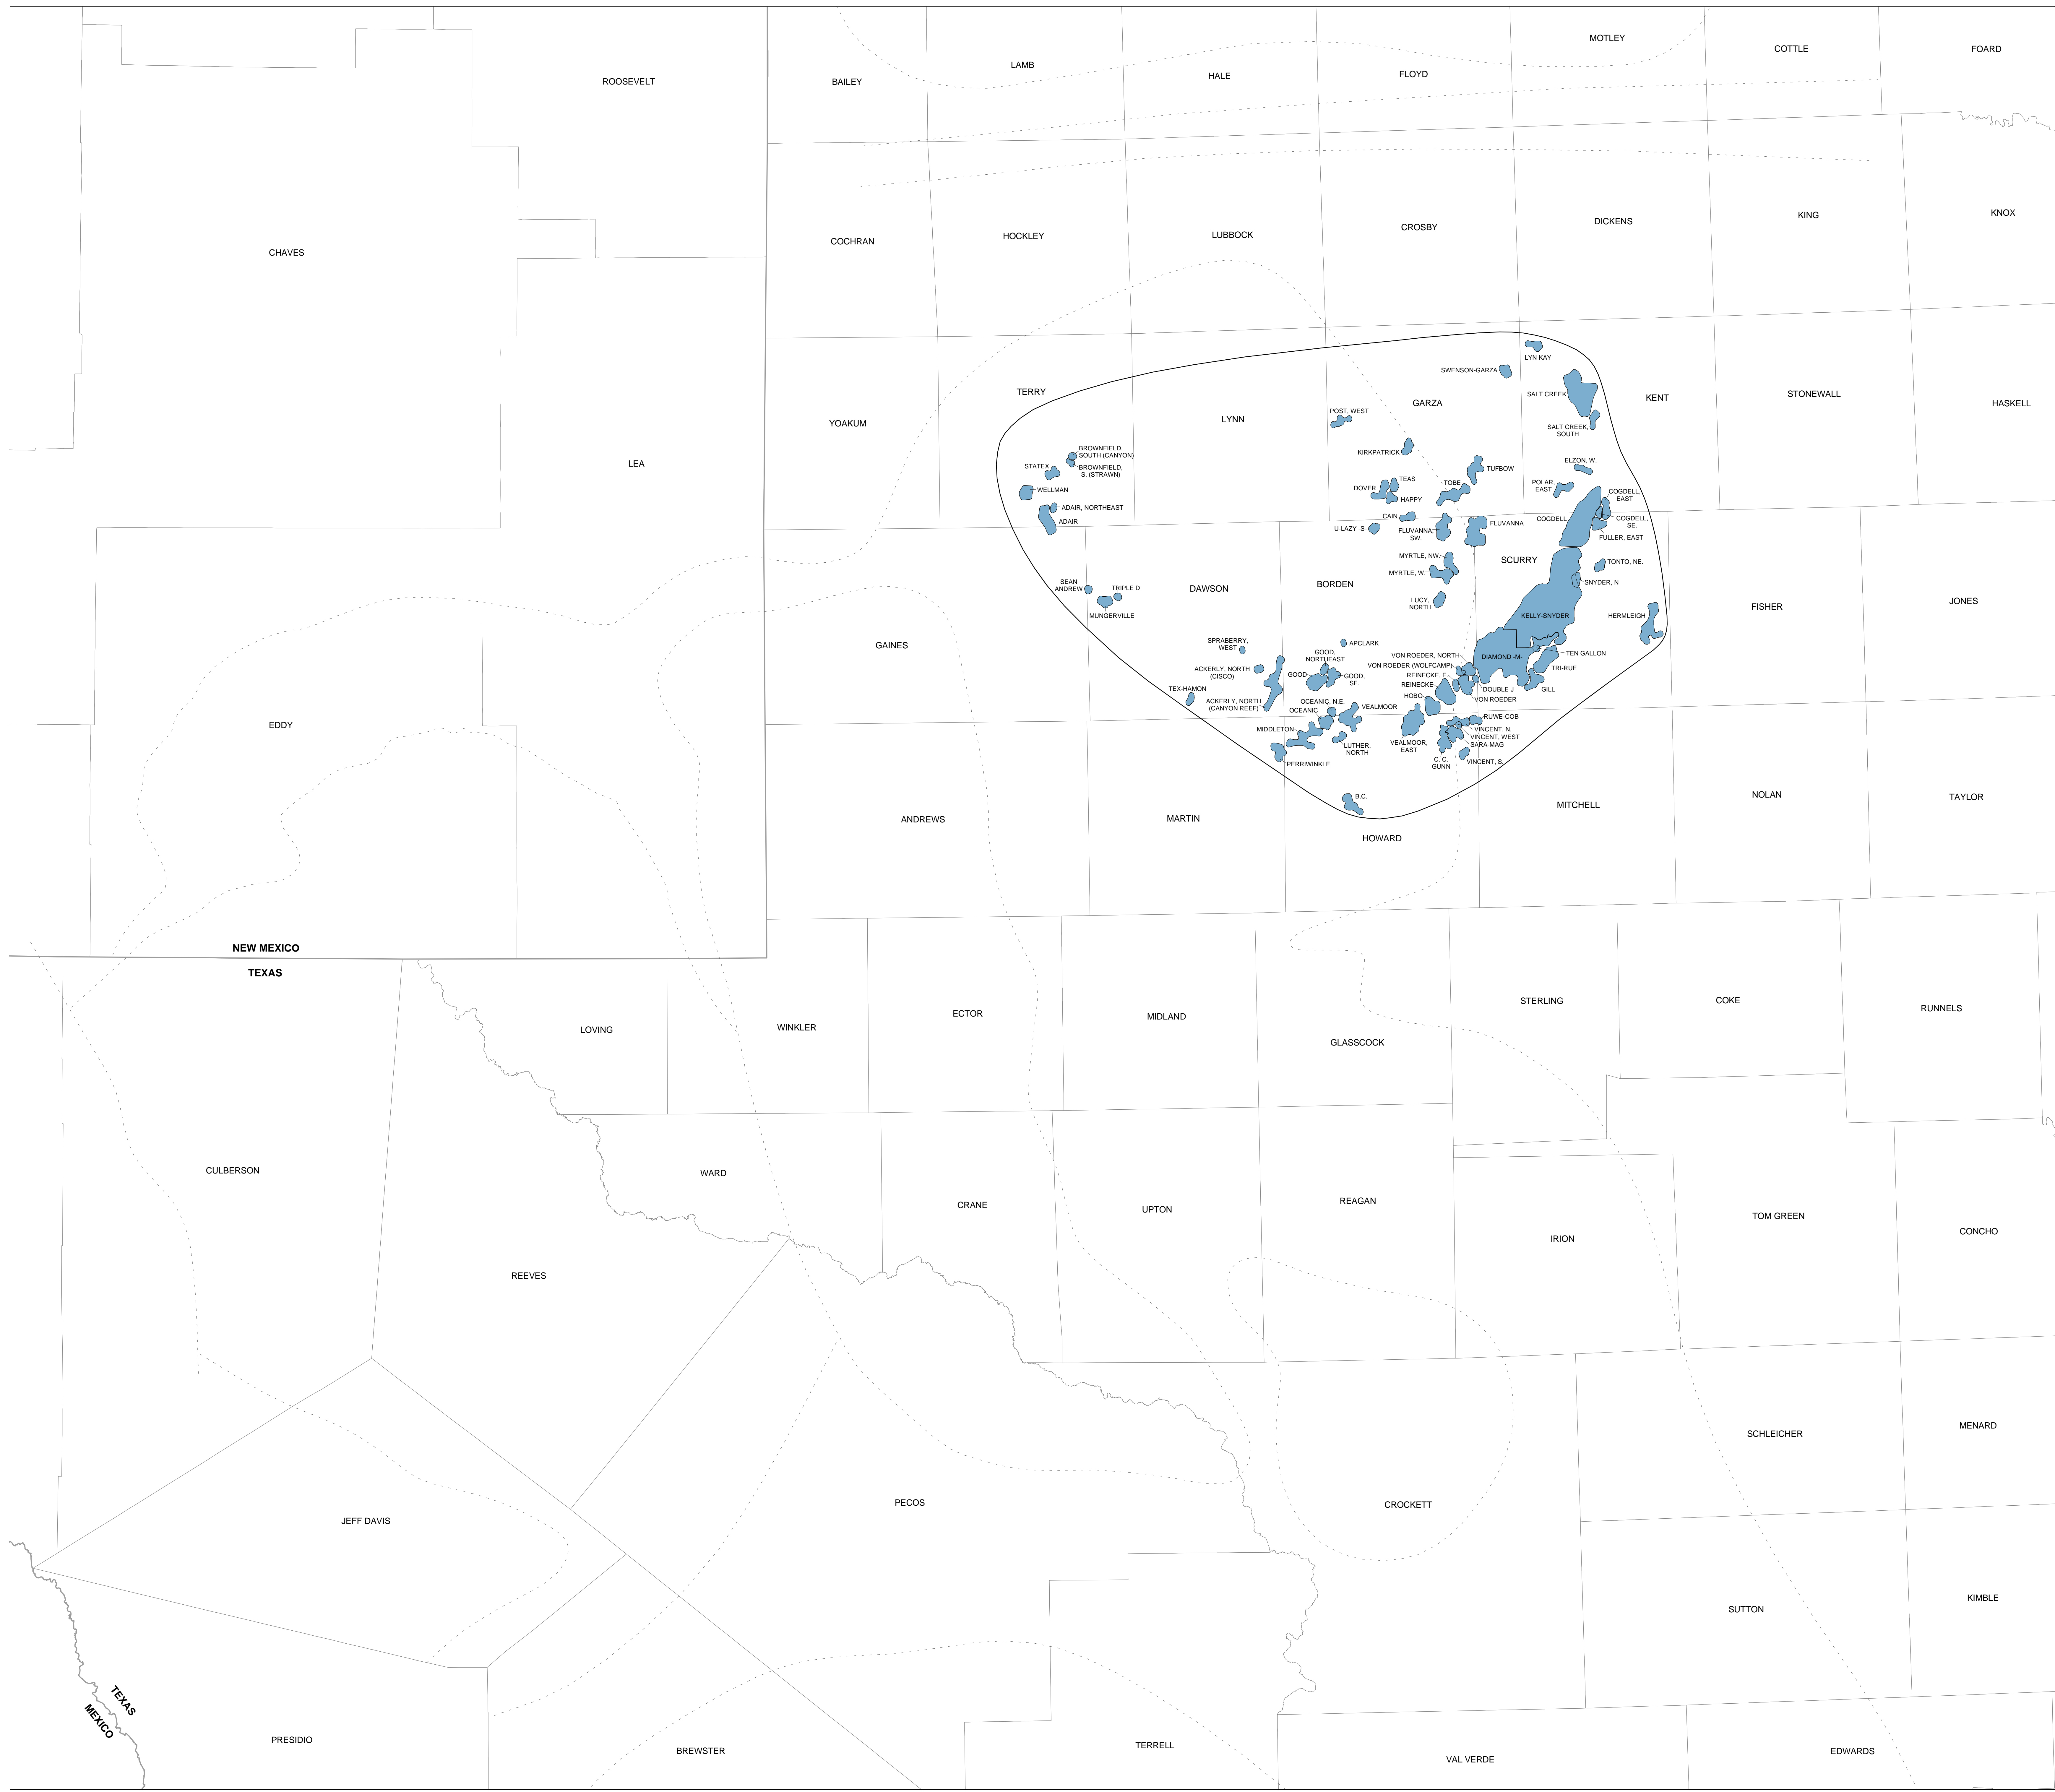 MOTLEY
COTTLE
FOARD
LAMB
HALE
FLOYD
ROOSEVELT
BAILEY
CHAVES
COCHRAN
HOCKLEY
LUBBOCK
CROSBY
DICKENS
KING
KNOX
LEA
YOAKUM
TERRY
LYNN
GARZA
KENT
STONEWALL
HASKELL
LYN KAY
SWENSON-GARZA
SALT CREEK
SALT CREEK,
SOUTH
POST, WEST
KIRKPATRICK
BROWNFIELD,
SOUTH (CANYON)
BROWNFIELD,
S. (STRAWN)
STATEX
WELLMAN
ADAIR, NORTHEAST
ADAIR
TUFBOW
ELZON, W.
POLAR,
EAST
TEAS
DOVER
HAPPY
TOBE
COGDELL,
EAST
COGDELL
COGDELL,
SE.
FULLER, EAST
CAIN
U-LAZY -S-
FLUVANNA,
SW.
FLUVANNA
SCURRY
MYRTLE, NW.
MYRTLE, W.
TONTO, NE.
SNYDER, N
SEAN
ANDREW
TRIPLE D
MUNGERVILLE
DAWSON
BORDEN
LUCY,
NORTH
KELLY-SNYDER
HERMLEIGH
FISHER
JONES
GAINES
SPRABERRY,
WEST
APCLARK
GOOD,
NORTHEAST
VON ROEDER, NORTH
VON ROEDER (WOLFCAMP)
DIAMOND -M-
TEN GALLON
TRI-RUE
ACKERLY, NORTH
(CISCO)
GOOD
GOOD,
SE.
REINECKE, E
REINECKE
DOUBLE J
GILL
VON ROEDER
TEX-HAMON
ACKERLY, NORTH
(CANYON REEF)
HOBO
OCEANIC, N.E.
OCEANIC
VEALMOOR
RUWE-COB
VINCENT, N.
VINCENT, WEST
SARA-MAG
MIDDLETON
LUTHER,
NORTH
VEALMOOR,
EAST
C. C.
GUNN
VINCENT, S.
PERRIWINKLE
B.C.
EDDY
ANDREWS
MARTIN
HOWARD
MITCHELL
NOLAN
TAYLOR
NEW MEXICO
TEXAS
LOVING
WINKLER
ECTOR
MIDLAND
GLASSCOCK
STERLING
COKE
RUNNELS
CULBERSON
WARD
CRANE
UPTON
REAGAN
IRION
TOM GREEN
CONCHO
REEVES
JEFF DAVIS
PECOS
CROCKETT
SCHLEICHER
MENARD
SUTTON
KIMBLE
TEXAS
MEXICO
PRESIDIO
BREWSTER
TERRELL
VAL VERDE
EDWARDS